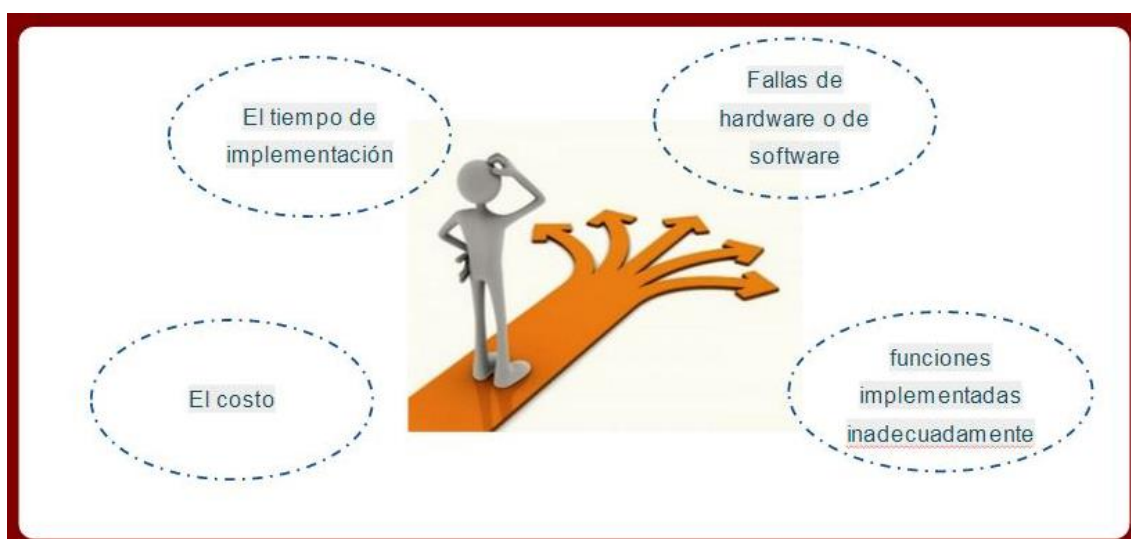 El tiempo de
implementación
Fallas de
hardware o de
software
El costo
funciones
implementadas
inadecuadamente